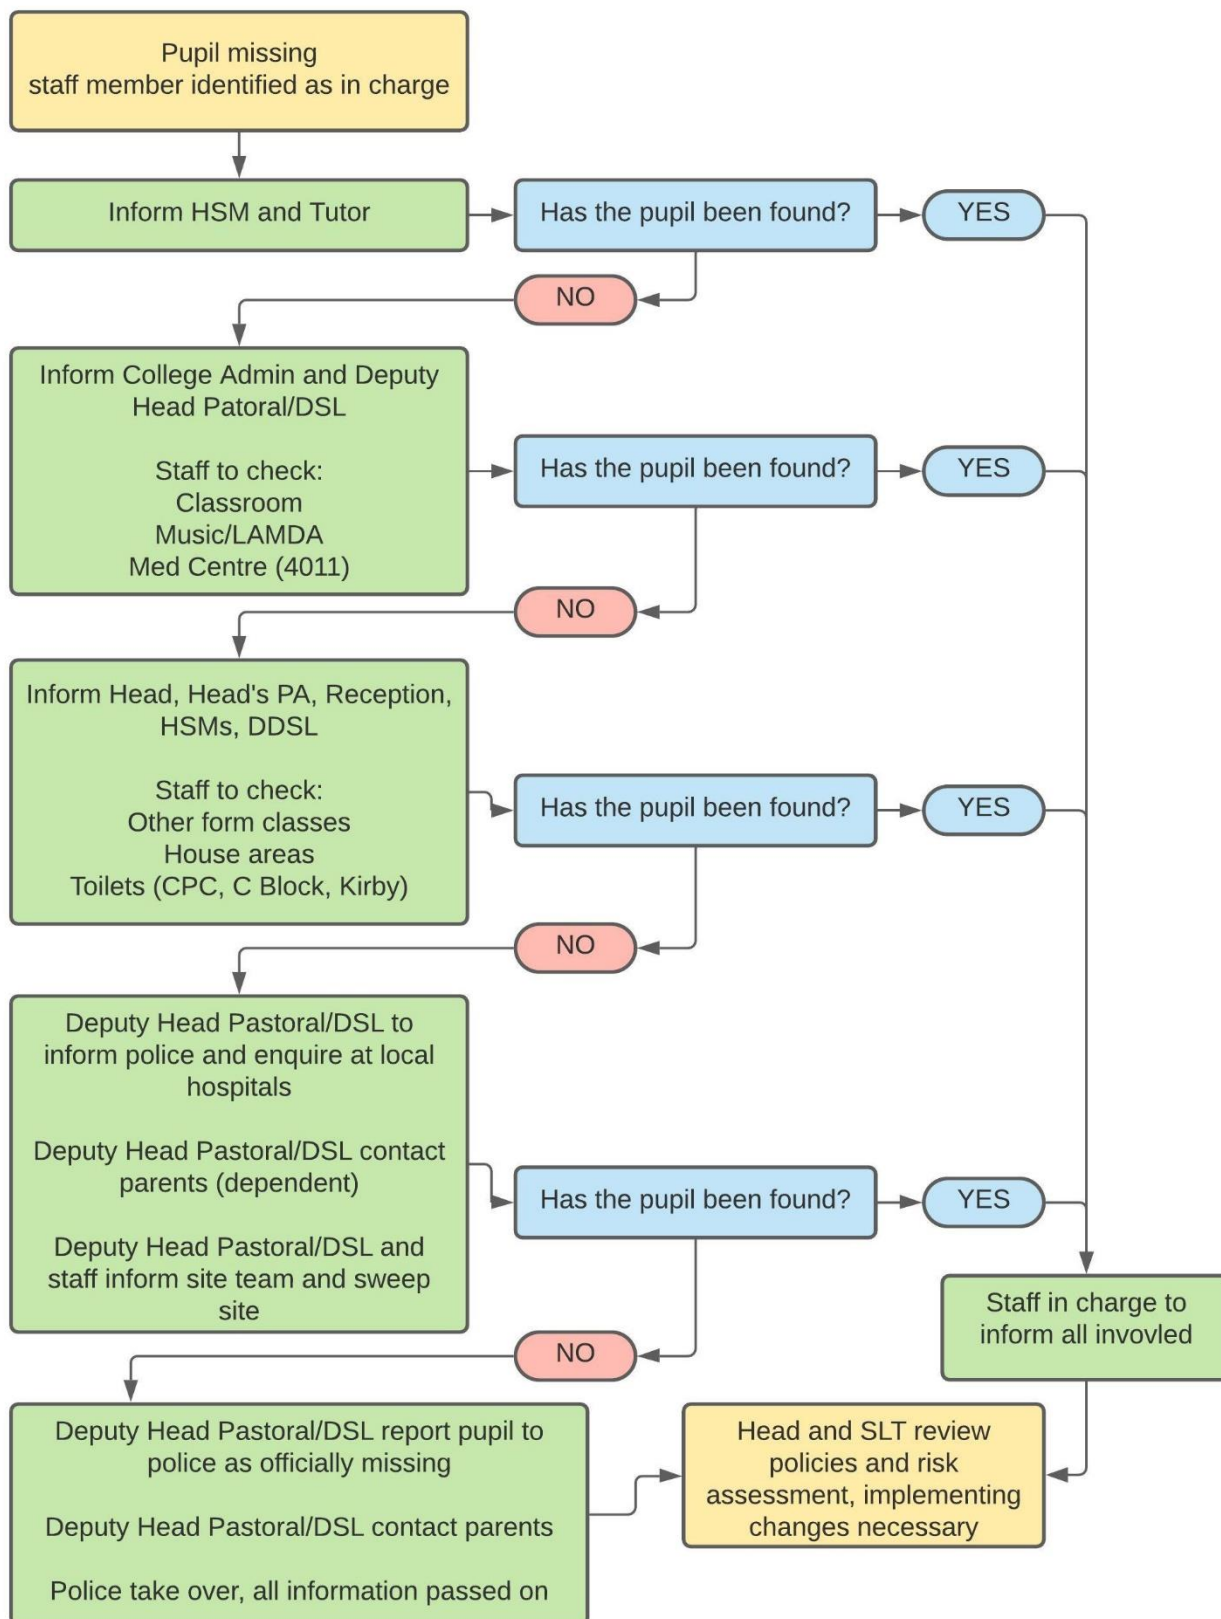 Pupil missing
staff member identified as in charge
Inform HSM and Tutor
Has the pupil been found?
YES
NO
Inform College Admin and Deputy
Head Patoral/DSL
Staff to check:
Classroom
Music/LAMDA
Med Centre (4011)
Has the pupil been found?
YES
NO
Inform Head, Head's PA, Reception,
HSMs, DDSL
Staff to check:
Other form classes
House areas
Toilets (CPC, C Block, Kirby)
Has the pupil been found?
YES
NO
Deputy Head Pastoral/DSL to
inform police and enquire at local
hospitals
Deputy Head Pastoral/DSL contact
parents (dependent)
Deputy Head Pastoral/DSL and
staff inform site team and sweep
site
Has the pupil been found?
YES
Staff in charge to
inform all invovled
NO
Deputy Head Pastoral/DSL report pupil to
police as officially missing
Deputy Head Pastoral/DSL contact parents
Police take over, all information passed on
Head and SLT review
policies and risk
assessment, implementing
changes necessary